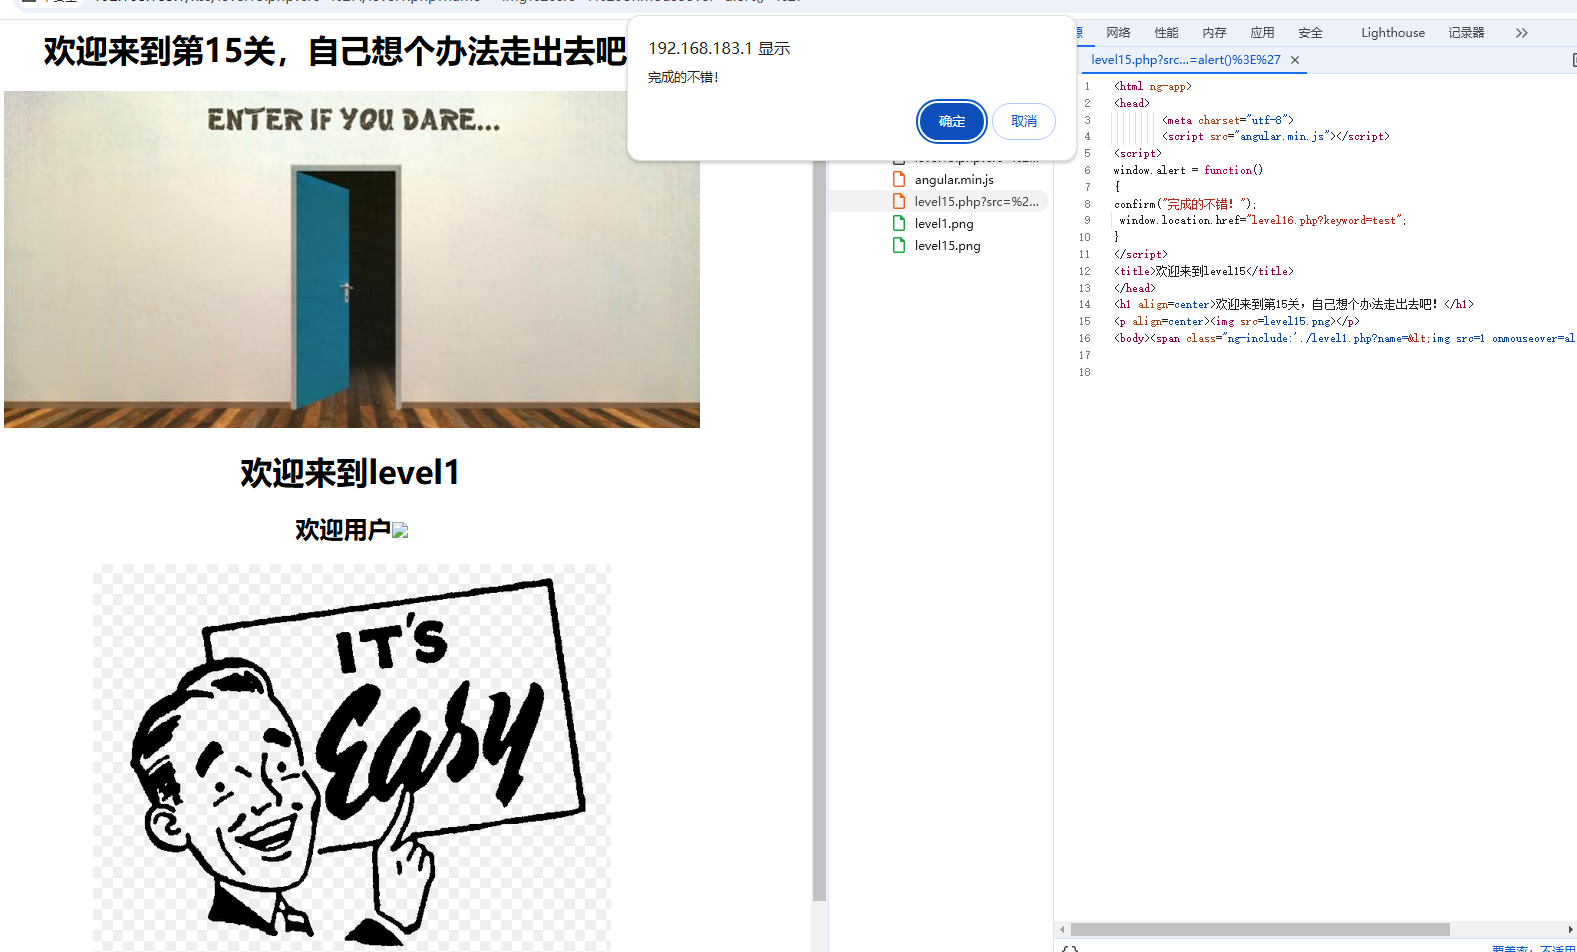 欢迎来到第15关，自己想个办法走出去吧
ENTER IF YOU DARE...
欢迎来到level1
欢迎用户
IT'S
Easy
192.168.183.1 显示
完成的不错！
确定
取消
网络 性能 内存 应用 安全 Lighthouse 记录器
level15.php?src...=alert()%3E%27
angular.min.js
level15.php?src=%2...
level1.png
level15.png
1 <html ng-app>
2 <head>
3 <meta charset="utf-8">
4 <script src="angular.min.js"></script>
5 <script>
6 window.alert = function()
7 {
8 confirm("完成的不错！");
9 window.location.href="level16.php?keyword=test";
10 }
11 </script>
12 <title>欢迎来到level15</title>
13 </head>
14 <h1 align=center>欢迎来到第15关，自己想个办法走出去吧！</h1>
15 <p align=center><img src=level15.png></p>
16 <body><span class="ng-include:'./level1.php?name=&lt;img src=1 onmouseover=al
17
18
{}